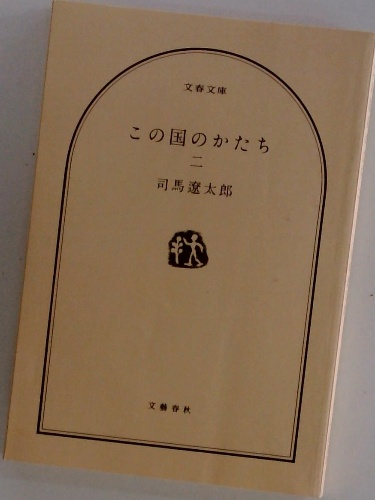 文春文庫
この国のかたち
二
司馬遼太郎
文藝春秋